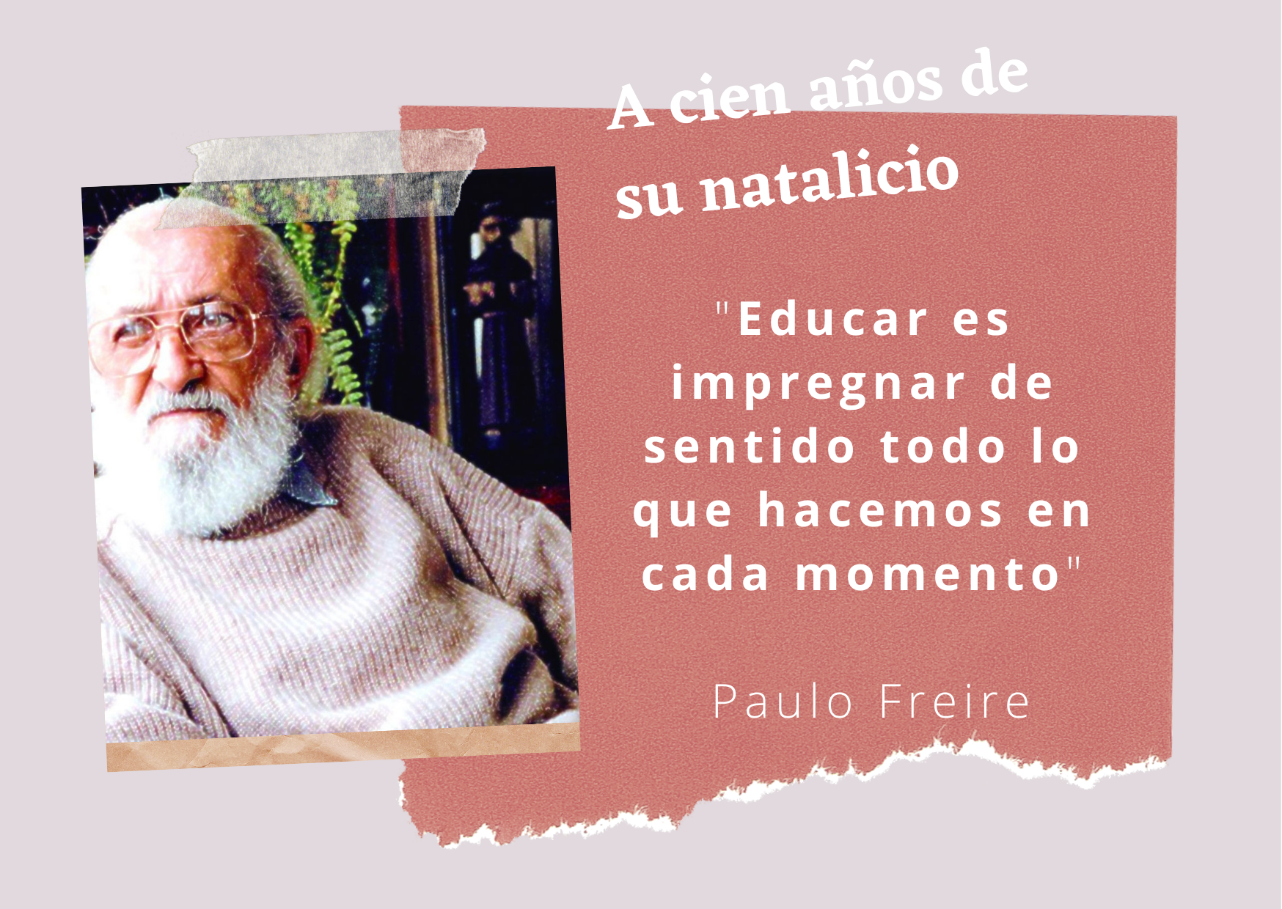 A cien años de
su natalicio
"Educar es
impregnar de
sentido todo lo
que hacemos en
cada momento"
Paulo Freire